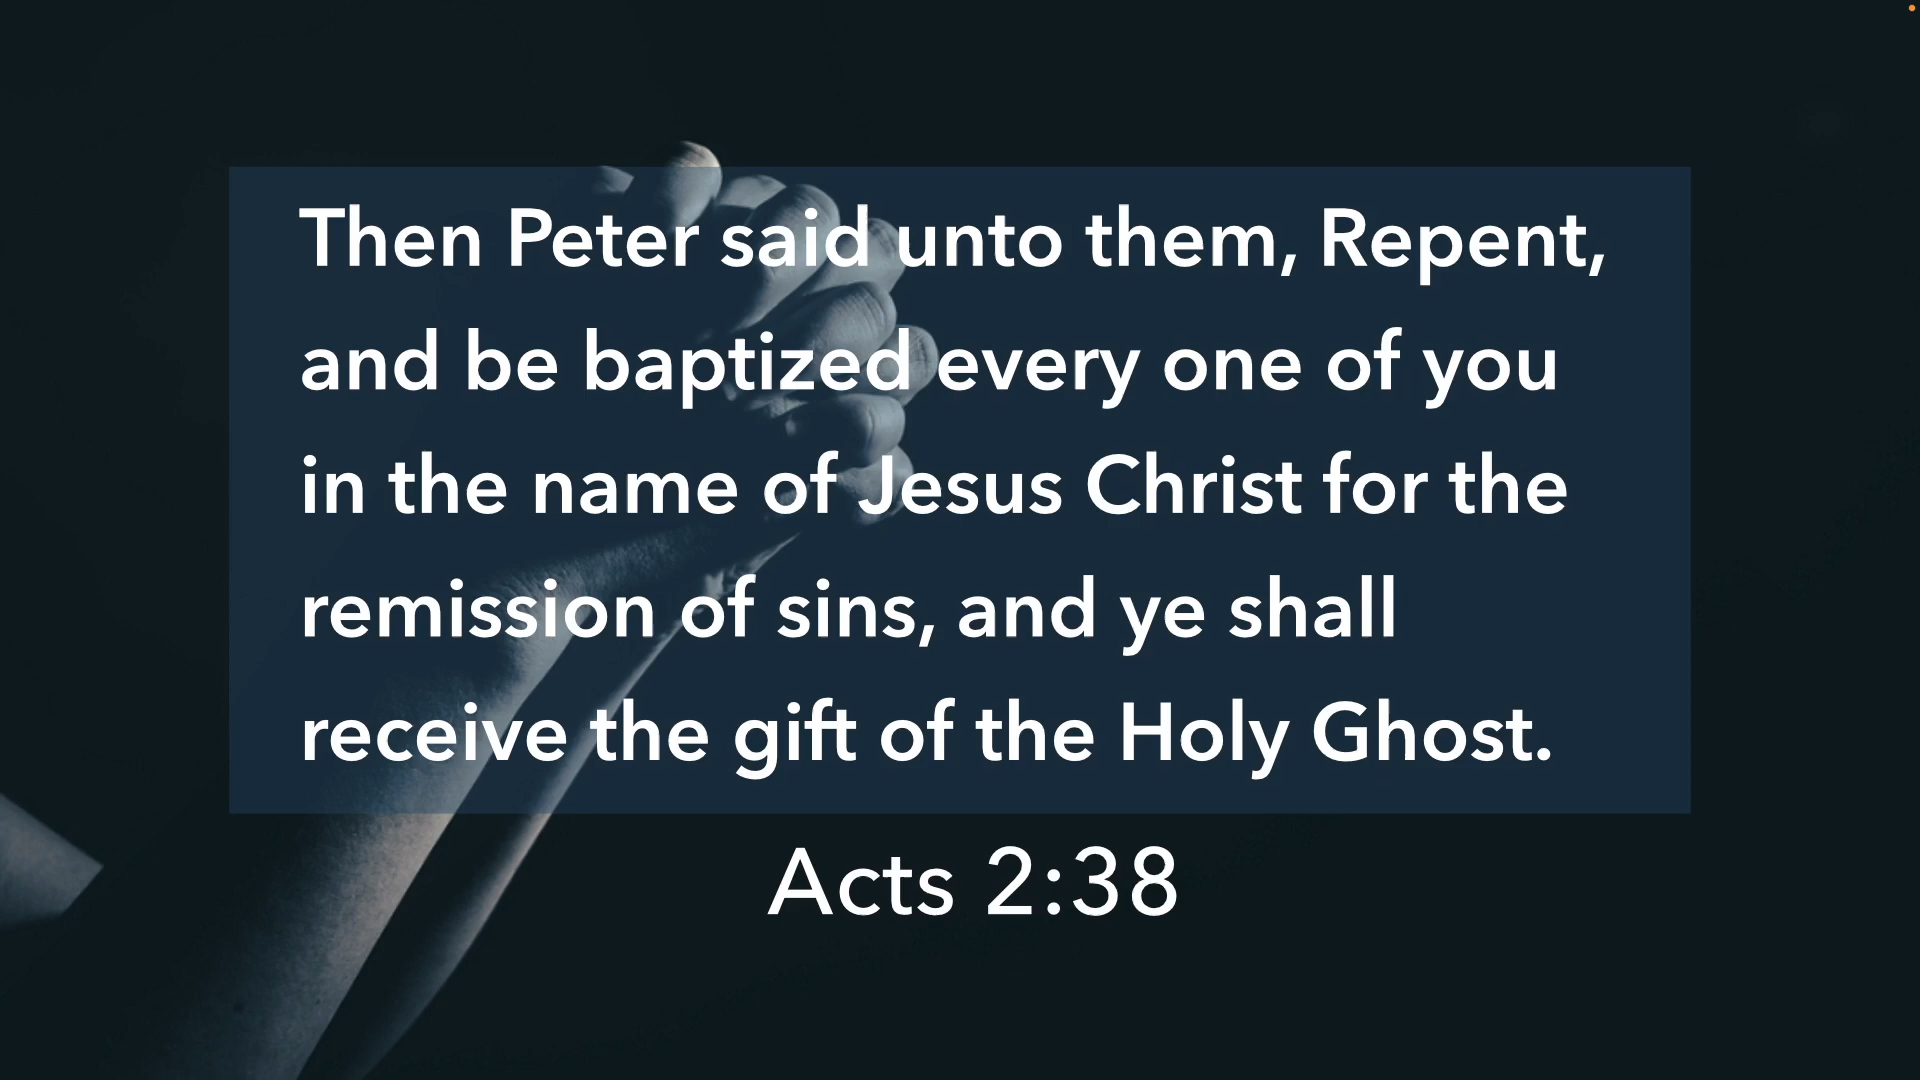 Then Peter said unto them, Repent,
and be baptized every one of you
in the name of Jesus Christ for the
remission of sins, and ye shall
receive the gift of the Holy Ghost.
Acts 2:38